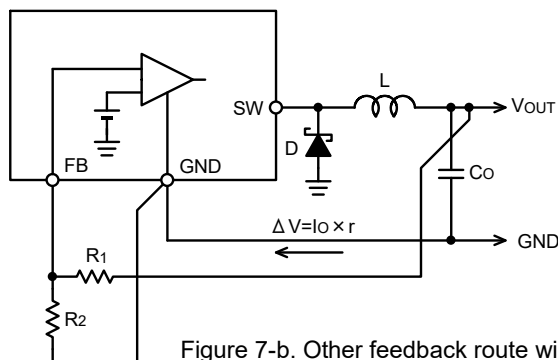 L
SW
VOUT
D
FB
GND
CO
ΔV=IO×r
GND
R1
R2
Figure 7-b. Other feedback route wi